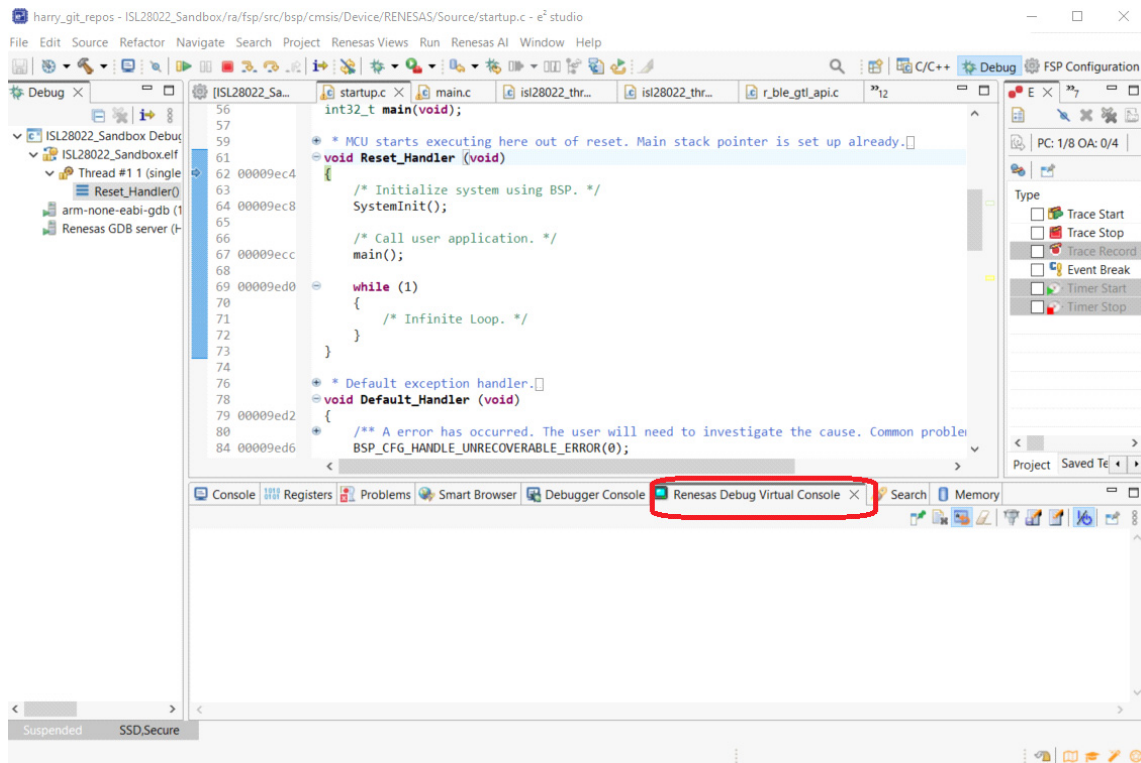 harry_git_repos - ISL28022_Sandbox/ra/fsp/src/bsp/cmsis/Device/RENESAS/Source/startup.c - e² studio
File Edit Source Refactor Navigate Search Project Renesas Views Run Renesas AI Window Help
C/C++ Debug FSP Configuration
Debug
ISL28022_Sandbox Debug
ISL28022_Sandbox.elf
Thread #1 1 (single
Reset_Handler()
arm-none-eabi-gdb (1
Renesas GDB server (H
[ISL28022_Sa... startup.c main.c isl28022_thr... isl28022_thr... r_ble_gtl_api.c »12
56 int32_t main(void);
57
59 * MCU starts executing here out of reset. Main stack pointer is set up already.
61 void Reset_Handler (void)
62 00009ec4 {
63 /* Initialize system using BSP. */
64 00009ec8 SystemInit();
65
66 /* Call user application. */
67 00009ecc main();
68
69 00009ed0 while (1)
70 {
71 /* Infinite Loop. */
72 }
73 }
74
76 * Default exception handler.
78 void Default_Handler (void)
79 00009ed2 {
80 /** A error has occurred. The user will need to investigate the cause. Common problem
84 00009ed6 BSP_CFG_HANDLE_UNRECOVERABLE_ERROR(0);
E »7
PC: 1/8 OA: 0/4
Type
Trace Start
Trace Stop
Trace Record
Event Break
Timer Start
Timer Stop
Project Saved Te
Console Registers Problems Smart Browser Debugger Console Renesas Debug Virtual Console Search Memory
Suspended SSD,Secure